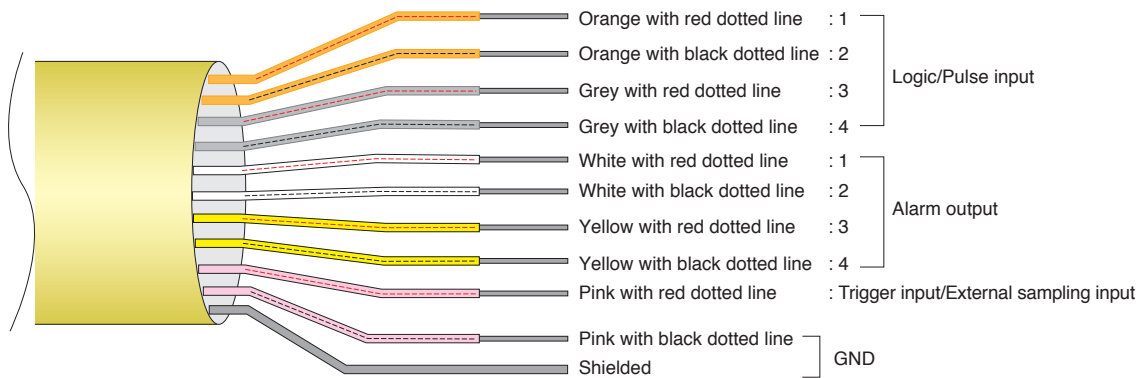 Orange with red dotted line : 1
Orange with black dotted line : 2
Grey with red dotted line : 3
Logic/Pulse input
Grey with black dotted line : 4
White with red dotted line : 1
White with black dotted line : 2
Alarm output
Yellow with red dotted line : 3
Yellow with black dotted line : 4
Pink with red dotted line : Trigger input/External sampling input
Pink with black dotted line
GND
Shielded